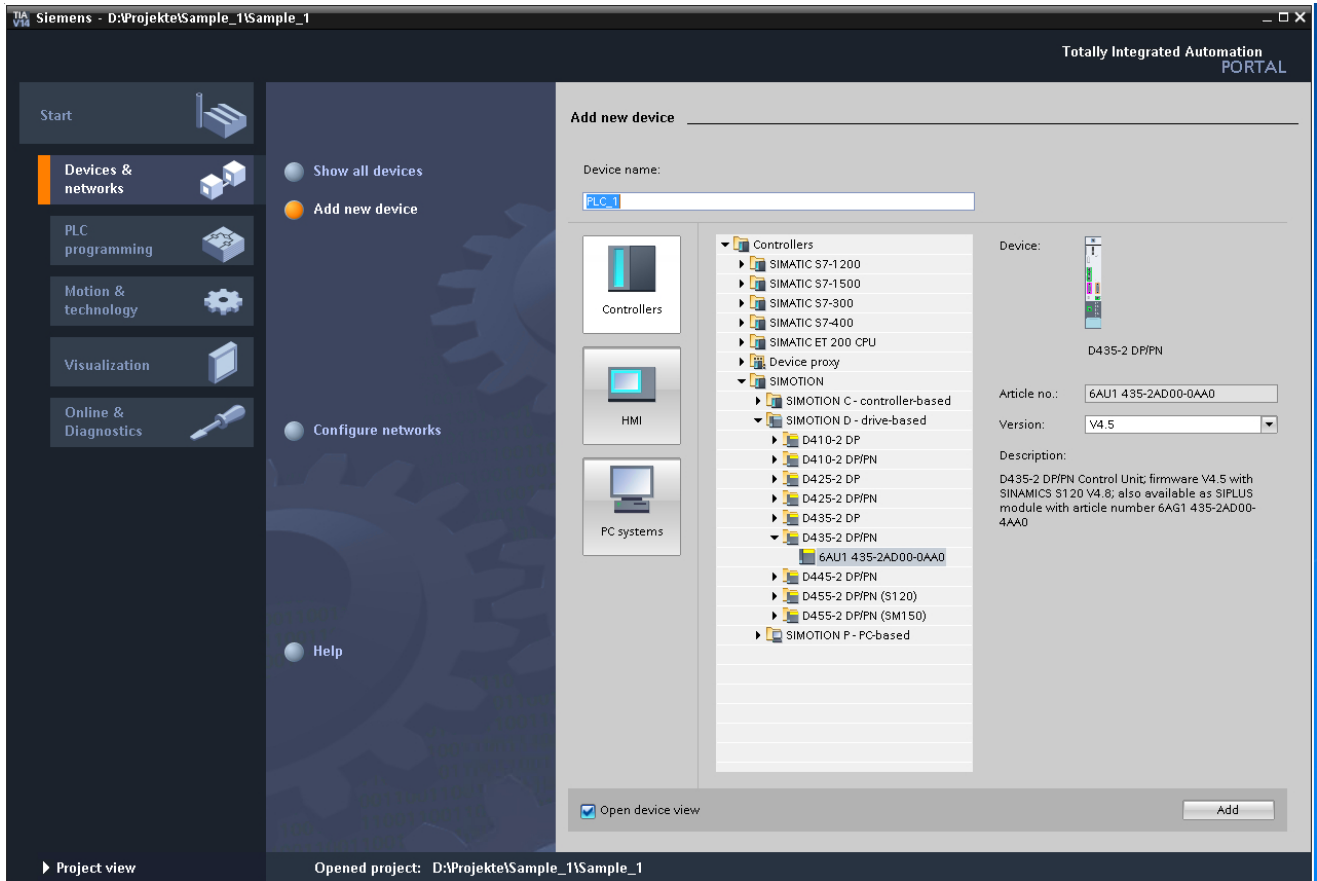 TIA V14 Siemens - D:\Projekte\Sample_1\Sample_1
Totally Integrated Automation
PORTAL
Start
Devices &
networks
PLC
programming
Motion &
technology
Visualization
Online &
Diagnostics
Show all devices
Add new device
Configure networks
Help
Add new device
Device name:
PLC_1
Controllers
HMI
PC systems
Controllers
SIMATIC S7-1200
SIMATIC S7-1500
SIMATIC S7-300
SIMATIC S7-400
SIMATIC ET 200 CPU
Device proxy
SIMOTION
SIMOTION C - controller-based
SIMOTION D - drive-based
D410-2 DP
D410-2 DP/PN
D425-2 DP
D425-2 DP/PN
D435-2 DP
D435-2 DP/PN
6AU1 435-2AD00-0AA0
D445-2 DP/PN
D455-2 DP/PN (S120)
D455-2 DP/PN (SM150)
SIMOTION P - PC-based
Device:
D435-2 DP/PN
Article no.: 6AU1 435-2AD00-0AA0
Version: V4.5
Description:
D435-2 DP/PN Control Unit; firmware V4.5 with
SINAMICS S120 V4.8; also available as SIPLUS
module with article number 6AG1 435-2AD00-
4AA0
Open device view
Add
Project view
Opened project: D:\Projekte\Sample_1\Sample_1